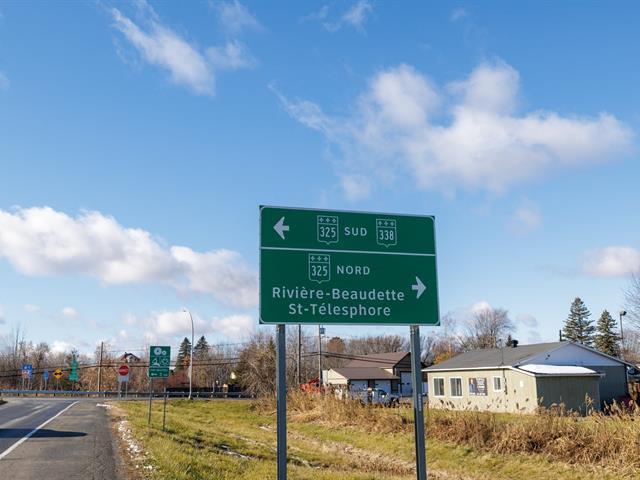 325 SUD 338
325 NORD
Rivière-Beaudette
St-Télesphore